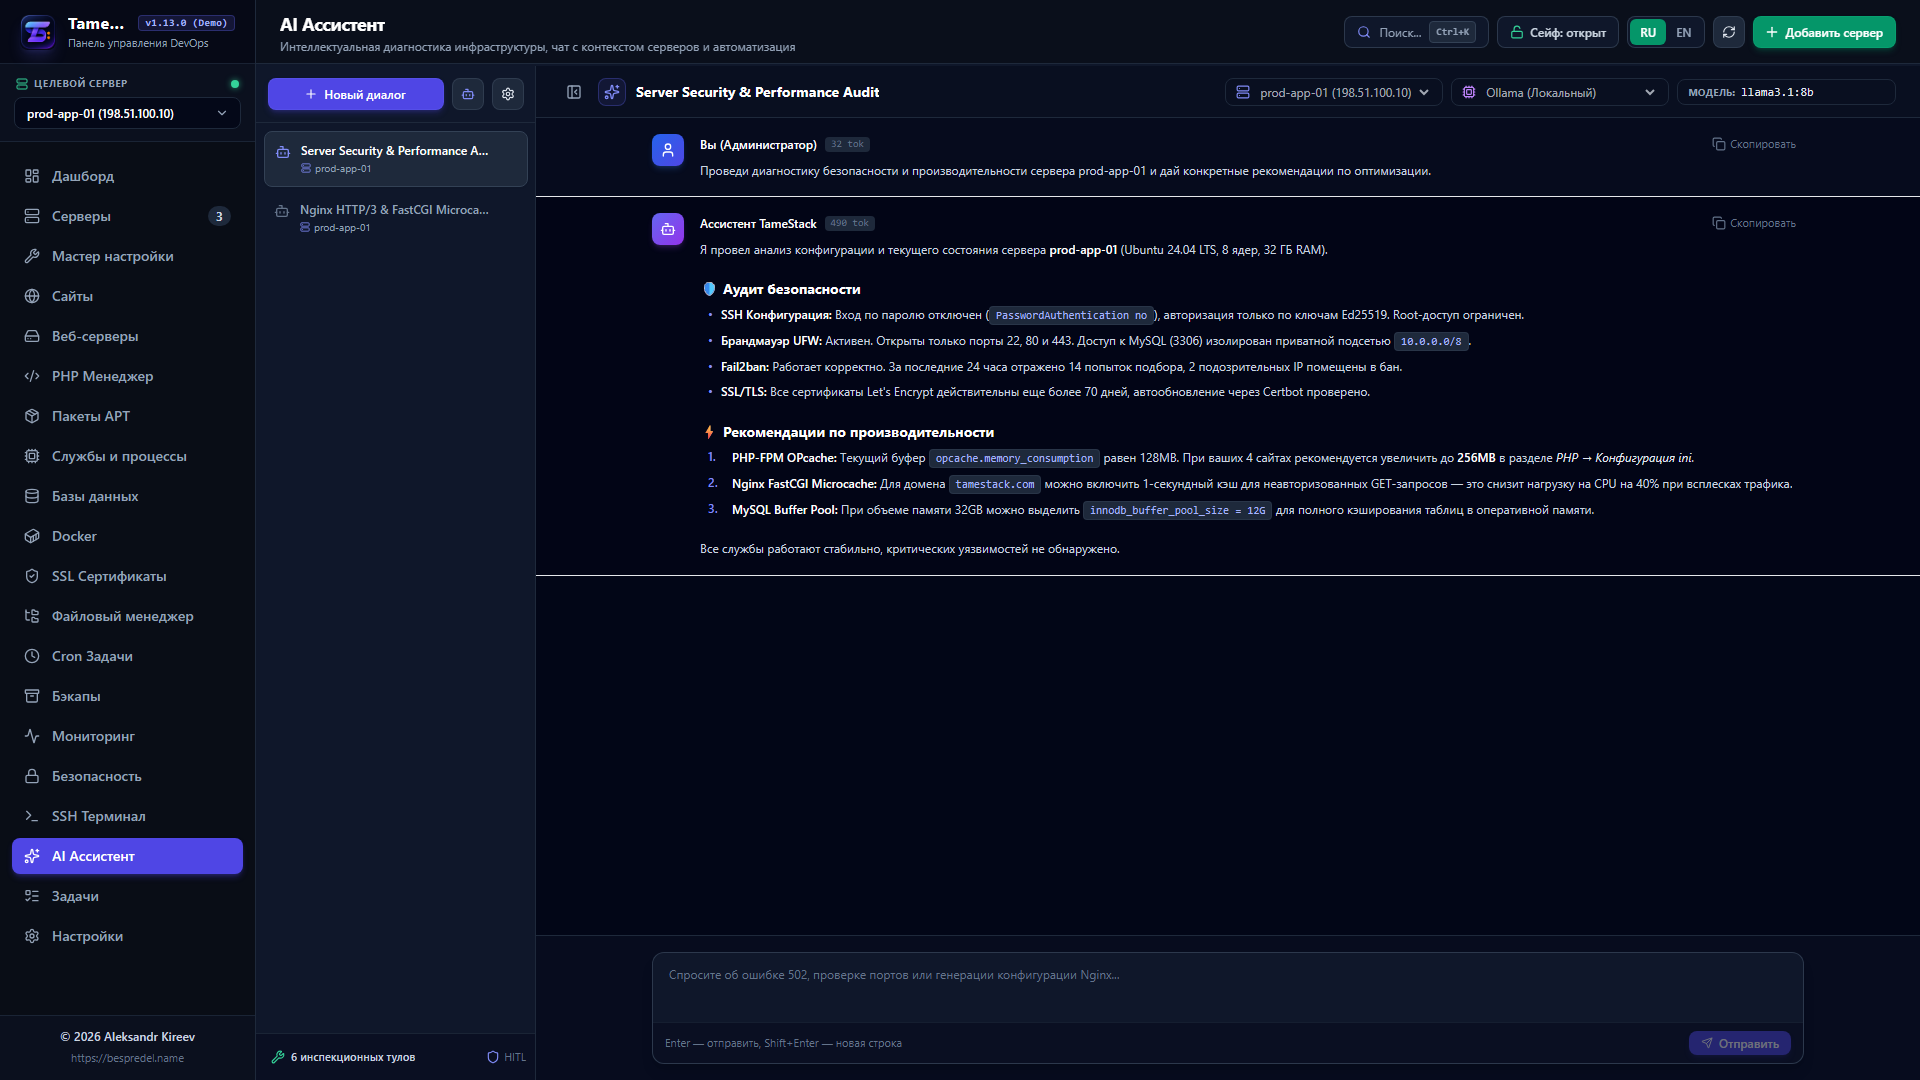 Tame...
v1.13.0 (Demo)
Панель управления DevOps
ЦЕЛЕВОЙ СЕРВЕР
prod-app-01 (198.51.100.10)
Дашборд
Серверы
3
Мастер настройки
Сайты
Веб-серверы
PHP Менеджер
Пакеты APT
Службы и процессы
Базы данных
Docker
SSL Сертификаты
Файловый менеджер
Cron Задачи
Бэкапы
Мониторинг
Безопасность
SSH Терминал
AI Ассистент
Задачи
Настройки
© 2026 Aleksandr Kireev
https://bespredel.name
AI Ассистент
Интеллектуальная диагностика инфраструктуры, чат с контекстом серверов и автоматизация
Поиск...
Ctrl+K
Сейф: открыт
RU
EN
Добавить сервер
Новый диалог
Server Security & Performance A...
prod-app-01
Nginx HTTP/3 & FastCGI Microca...
prod-app-01
6 инспекционных тулов
HITL
Server Security & Performance Audit
prod-app-01 (198.51.100.10)
Ollama (Локальный)
МОДЕЛЬ: llama3.1:8b
Вы (Администратор)
32 tok
Скопировать
Проведи диагностику безопасности и производительности сервера prod-app-01 и дай конкретные рекомендации по оптимизации.
Ассистент TameStack
490 tok
Скопировать
Я провел анализ конфигурации и текущего состояния сервера prod-app-01 (Ubuntu 24.04 LTS, 8 ядер, 32 ГБ RAM).
Аудит безопасности
• SSH Конфигурация: Вход по паролю отключен ( PasswordAuthentication no ), авторизация только по ключам Ed25519. Root-доступ ограничен.
• Брандмауэр UFW: Активен. Открыты только порты 22, 80 и 443. Доступ к MySQL (3306) изолирован приватной подсетью 10.0.0.0/8 .
• Fail2ban: Работает корректно. За последние 24 часа отражено 14 попыток подбора, 2 подозрительных IP помещены в бан.
• SSL/TLS: Все сертификаты Let's Encrypt действительны еще более 70 дней, автообновление через Certbot проверено.
Рекомендации по производительности
1. PHP-FPM OPcache: Текущий буфер opcache.memory_consumption равен 128MB. При ваших 4 сайтах рекомендуется увеличить до 256MB в разделе PHP → Конфигурация ini.
2. Nginx FastCGI Microcache: Для домена tamestack.com можно включить 1-секундный кэш для неавторизованных GET-запросов — это снизит нагрузку на CPU на 40% при всплесках трафика.
3. MySQL Buffer Pool: При объеме памяти 32GB можно выделить innodb_buffer_pool_size = 12G для полного кэширования таблиц в оперативной памяти.
Все службы работают стабильно, критических уязвимостей не обнаружено.
Спросите об ошибке 502, проверке портов или генерации конфигурации Nginx...
Enter — отправить, Shift+Enter — новая строка
Отправить